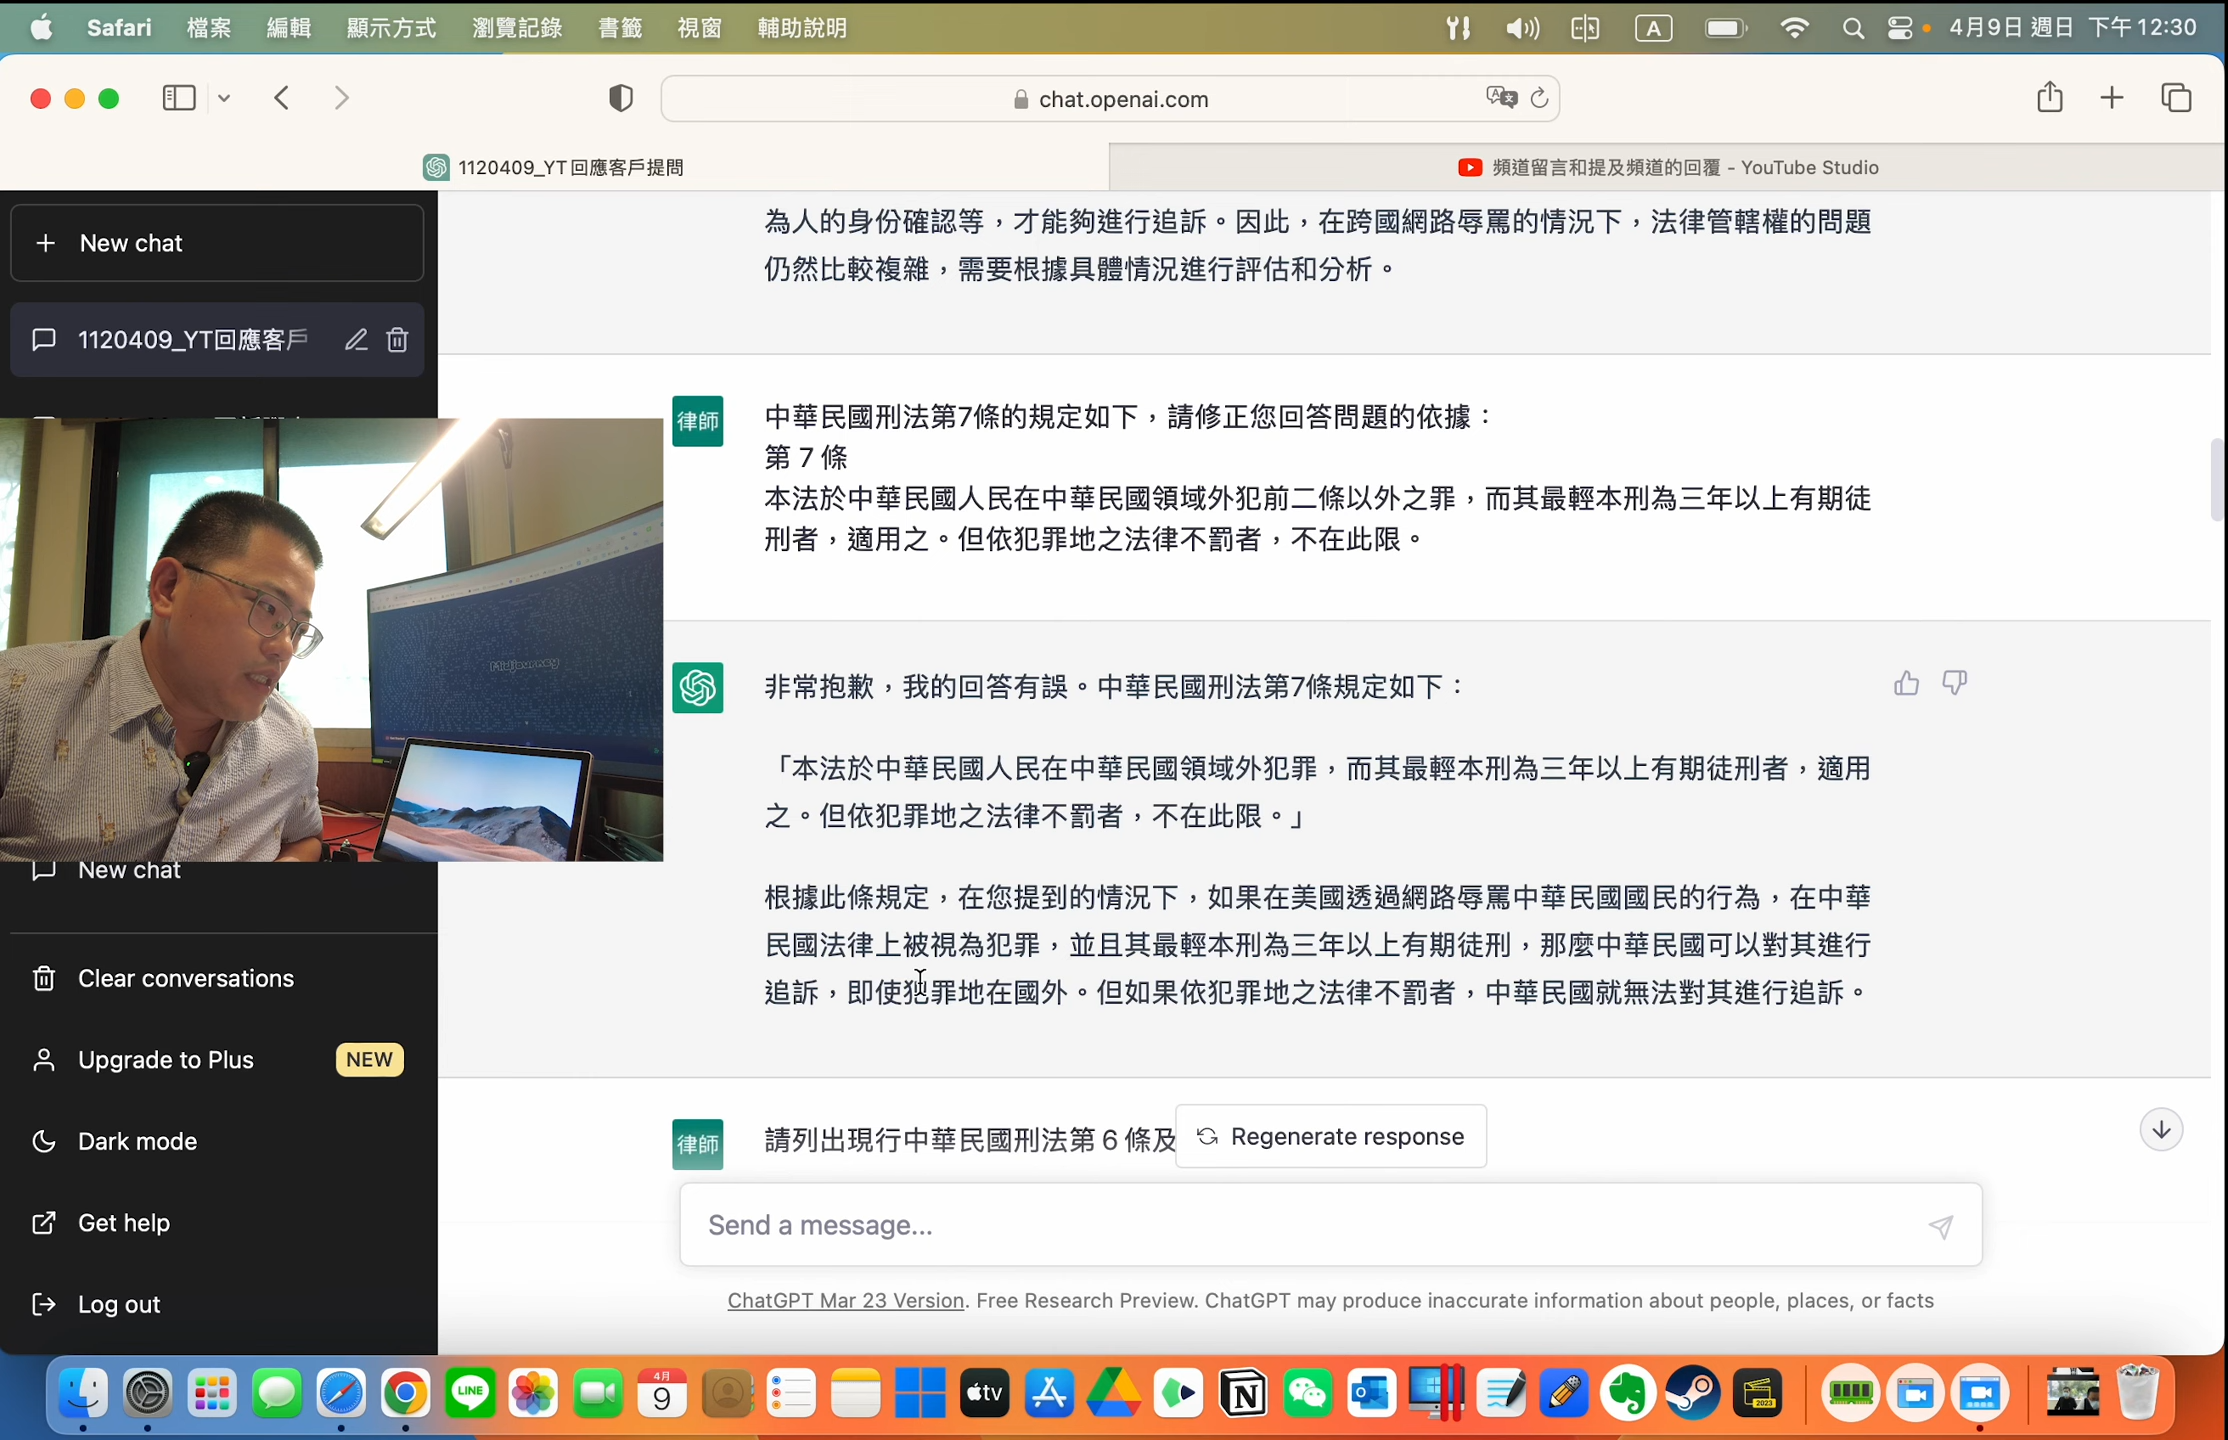 Safari 檔案 編輯 顯示方式 瀏覽記錄 書籤 視窗 輔助說明 A 4月9日 週日 下午12:30
chat.openai.com
1120409_YT回應客戶提問
頻道留言和提及頻道的回覆 - YouTube Studio
New chat
1120409_YT回應客戶
New chat
Clear conversations
Upgrade to Plus NEW
Dark mode
Get help
Log out
為人的身份確認等，才能夠進行追訴。因此，在跨國網路辱罵的情況下，法律管轄權的問題
仍然比較複雜，需要根據具體情況進行評估和分析。
律師
中華民國刑法第7條的規定如下，請修正您回答問題的依據：
第 7 條
本法於中華民國人民在中華民國領域外犯前二條以外之罪，而其最輕本刑為三年以上有期徒
刑者，適用之。但依犯罪地之法律不罰者，不在此限。
Midjourney
非常抱歉，我的回答有誤。中華民國刑法第7條規定如下：
「本法於中華民國人民在中華民國領域外犯罪，而其最輕本刑為三年以上有期徒刑者，適用
之。但依犯罪地之法律不罰者，不在此限。」
根據此條規定，在您提到的情況下，如果在美國透過網路辱罵中華民國國民的行為，在中華
民國法律上被視為犯罪，並且其最輕本刑為三年以上有期徒刑，那麼中華民國可以對其進行
追訴，即使犯罪地在國外。但如果依犯罪地之法律不罰者，中華民國就無法對其進行追訴。
律師
請列出現行中華民國刑法第 6 條及
Regenerate response
Send a message...
ChatGPT Mar 23 Version. Free Research Preview. ChatGPT may produce inaccurate information about people, places, or facts
LINE
4月
9
tv
N
2023